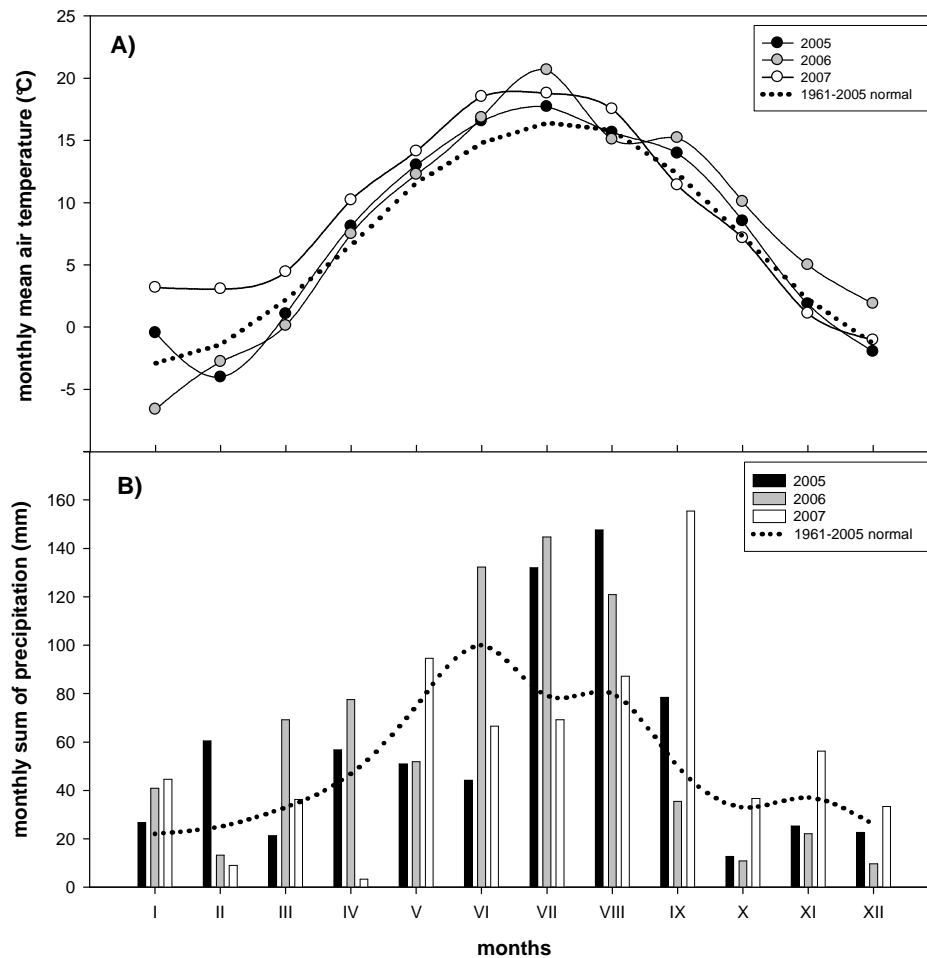 A)
2005
2006
2007
1961-2005 normal
monthly mean air temperature (°C)
25
20
15
10
5
0
-5
B)
2005
2006
2007
1961-2005 normal
monthly sum of precipitation (mm)
160
140
120
100
80
60
40
20
0
I II III IV V VI VII VIII IX X XI XII
months